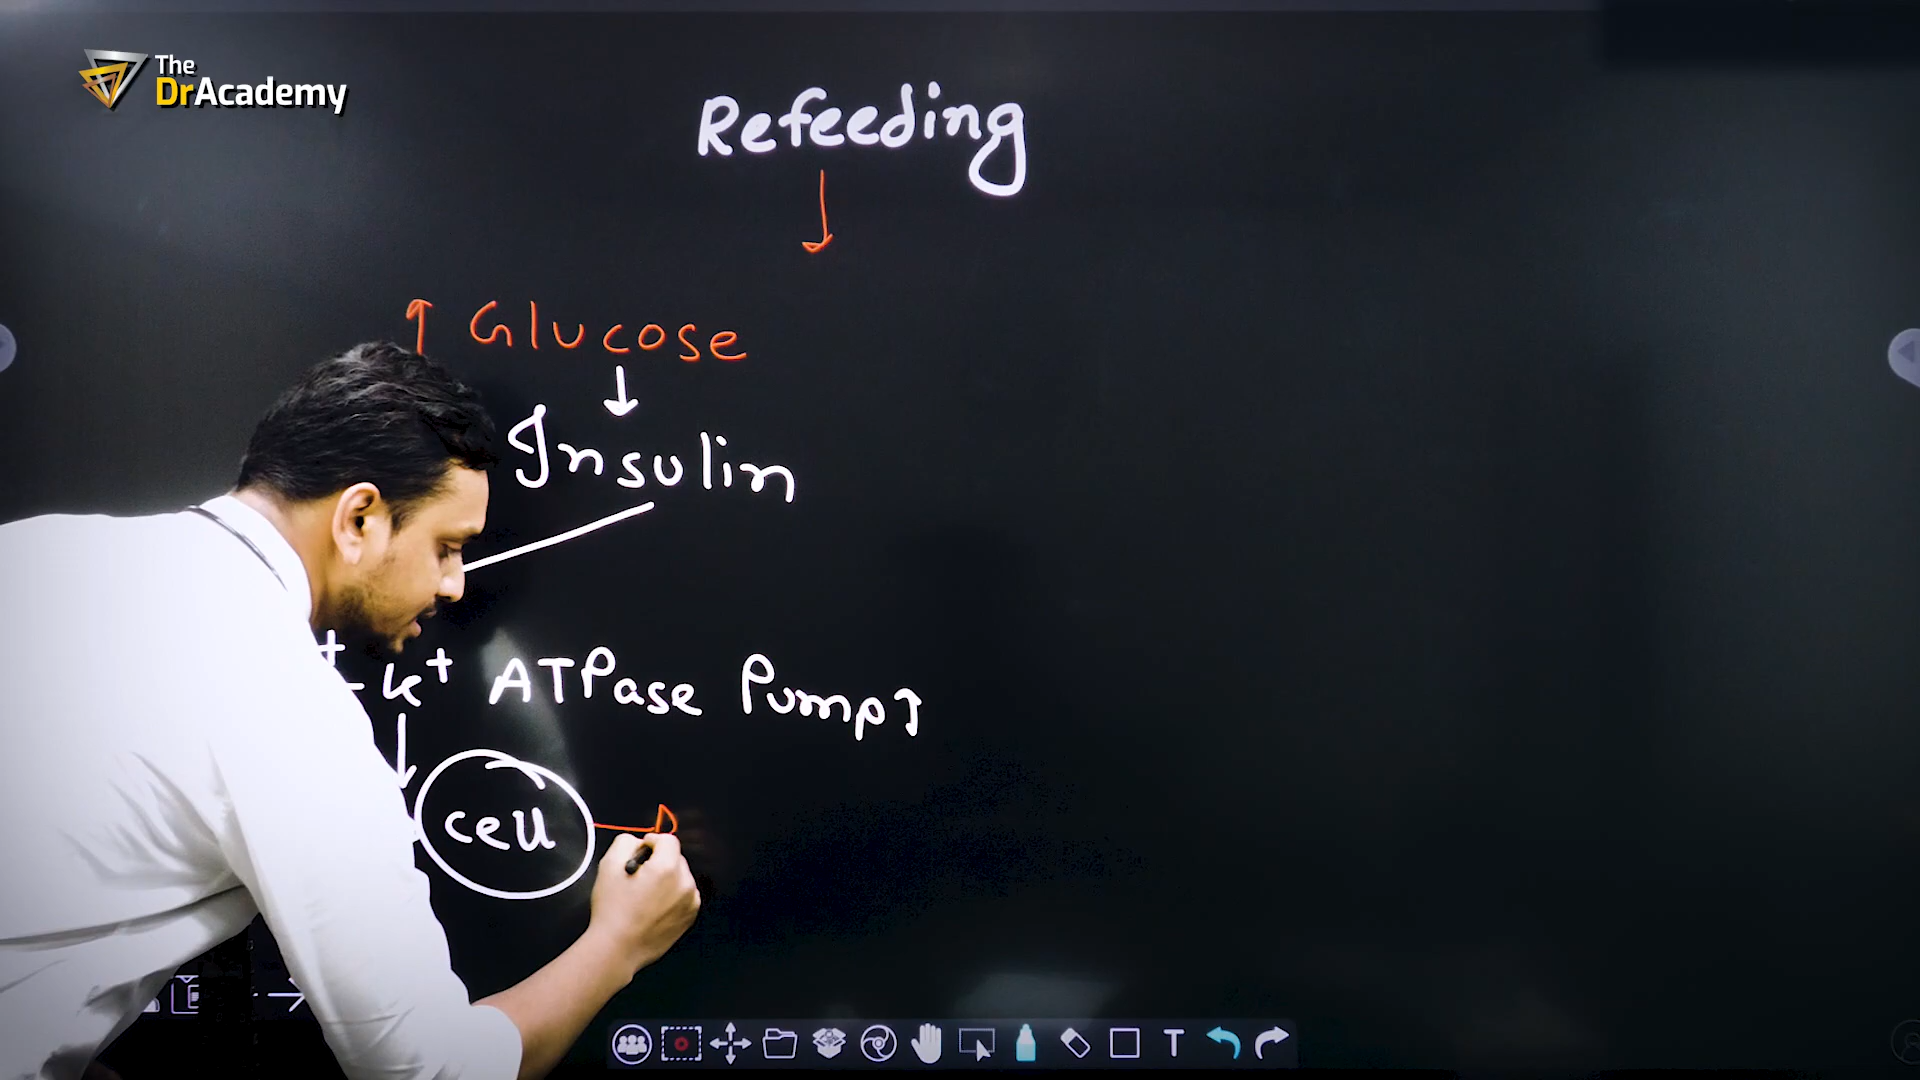 The
DrAcademy
Refeeding
↓
↑ Glucose
↓
Insulin
+ K+ ATPase Pump↑
↓
cell
T